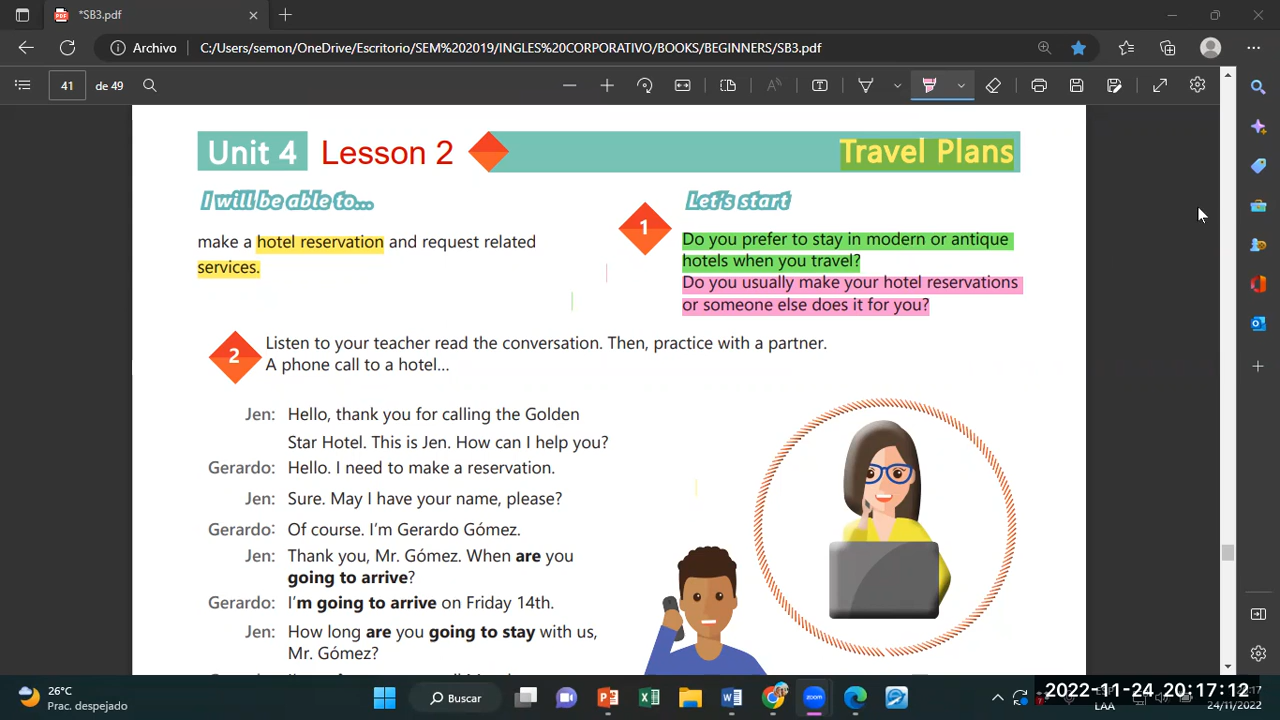 *SB3.pdf
Archivo
C:/Users/semon/OneDrive/Escritorio/SEM%202019/INGLES%20CORPORATIVO/BOOKS/BEGINNERS/SB3.pdf
41 de 49
Unit 4 Lesson 2
Travel Plans
I will be able to...
make a hotel reservation and request related
services.
1
Let's start
Do you prefer to stay in modern or antique
hotels when you travel?
Do you usually make your hotel reservations
or someone else does it for you?
2
Listen to your teacher read the conversation. Then, practice with a partner.
A phone call to a hotel...
Jen: Hello, thank you for calling the Golden
Star Hotel. This is Jen. How can I help you?
Gerardo: Hello. I need to make a reservation.
Jen: Sure. May I have your name, please?
Gerardo: Of course. I'm Gerardo Gómez.
Jen: Thank you, Mr. Gómez. When are you
going to arrive?
Gerardo: I'm going to arrive on Friday 14th.
Jen: How long are you going to stay with us,
Mr. Gómez?
26°C
Prac. despejado
Buscar
LAA
2022-11-24 20:17:12
24/11/2022